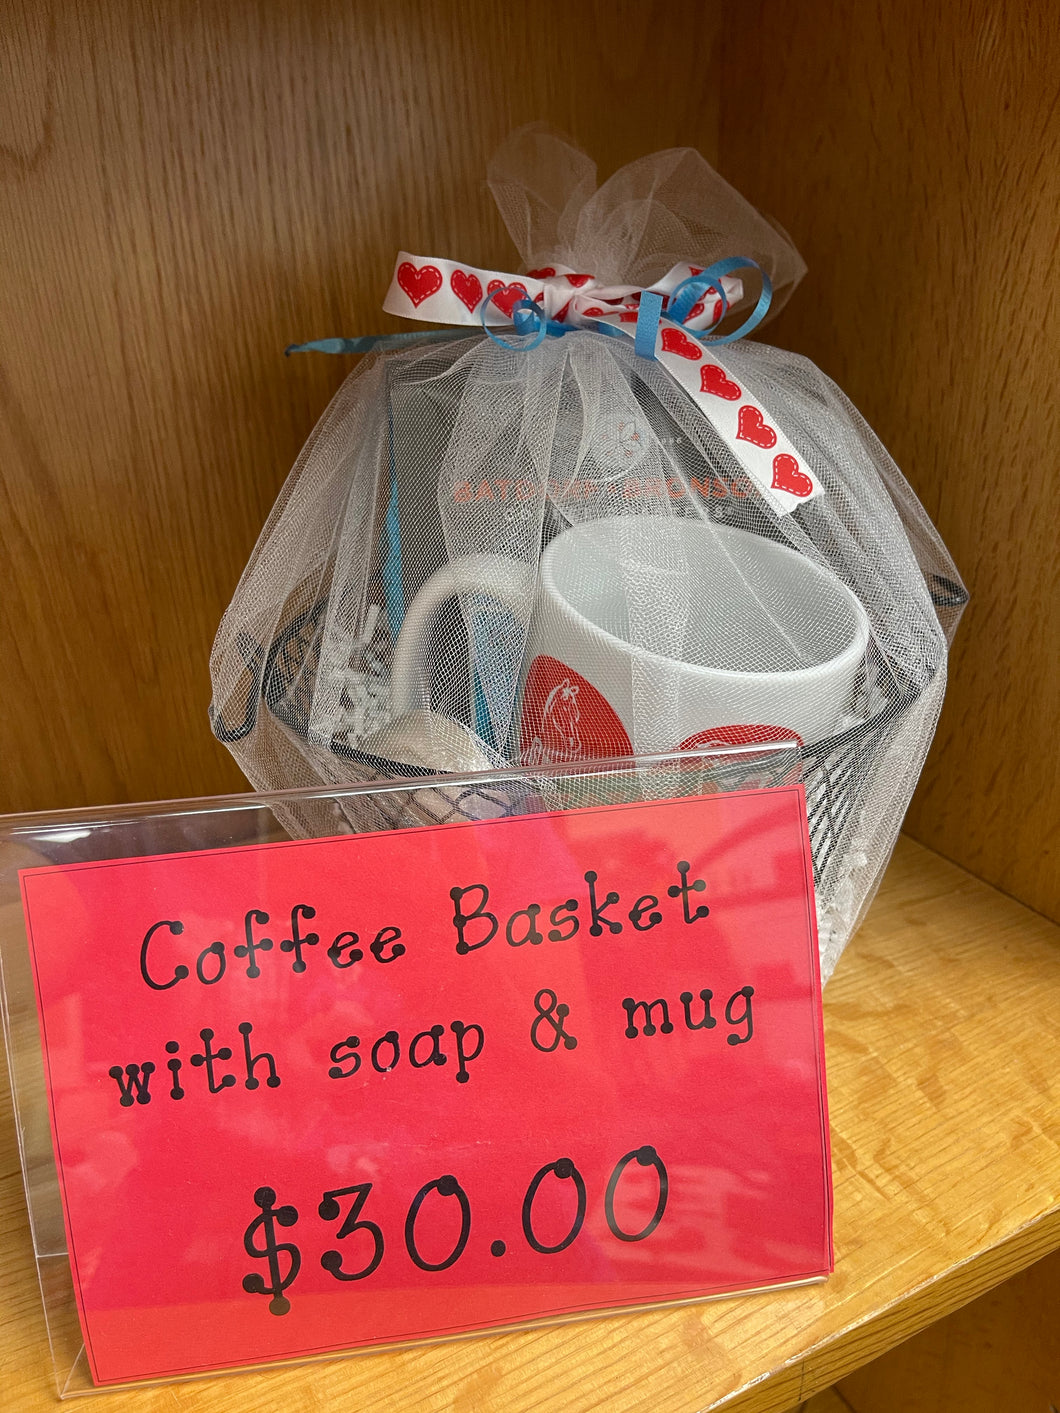 Coffee Basket
with soap & mug
$30.00